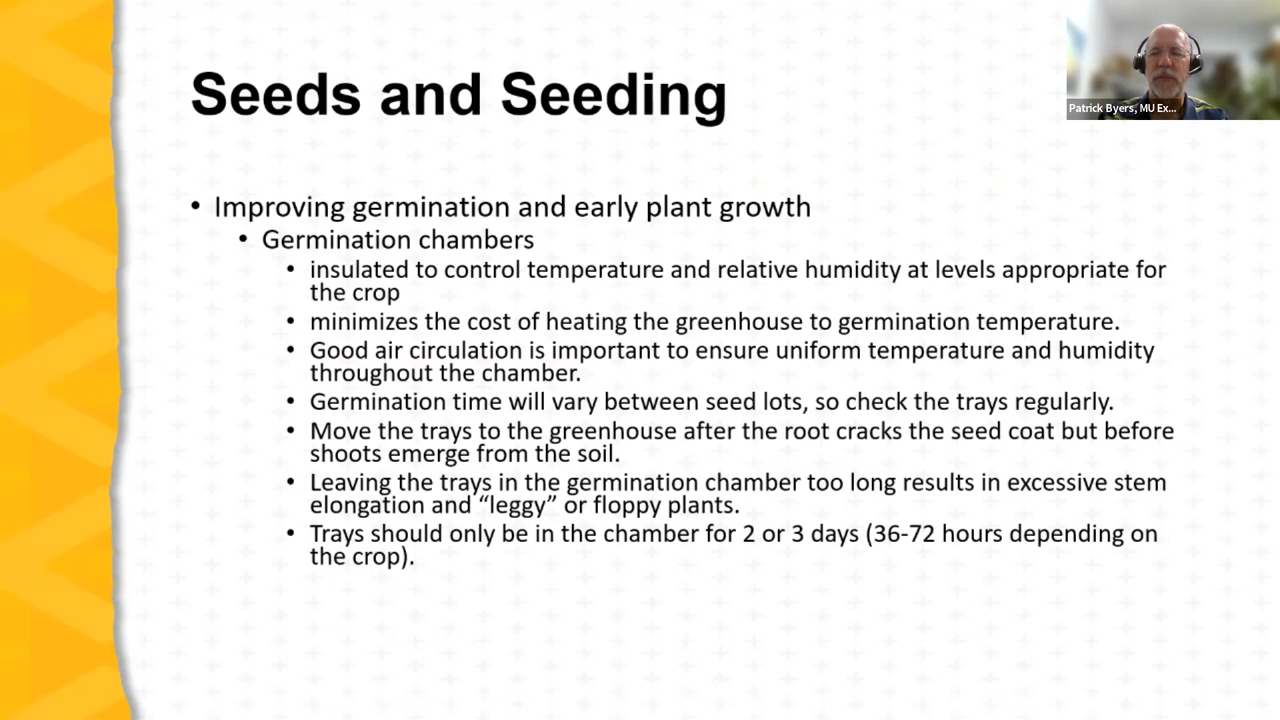 Seeds and Seeding
Patrick Byers, MU Ex...
• Improving germination and early plant growth
• Germination chambers
• insulated to control temperature and relative humidity at levels appropriate for
the crop
• minimizes the cost of heating the greenhouse to germination temperature.
• Good air circulation is important to ensure uniform temperature and humidity
throughout the chamber.
• Germination time will vary between seed lots, so check the trays regularly.
• Move the trays to the greenhouse after the root cracks the seed coat but before
shoots emerge from the soil.
• Leaving the trays in the germination chamber too long results in excessive stem
elongation and “leggy” or floppy plants.
• Trays should only be in the chamber for 2 or 3 days (36-72 hours depending on
the crop).